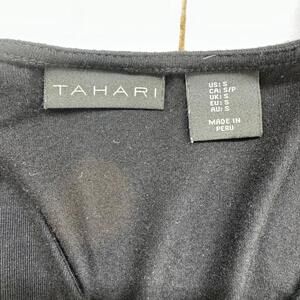 TAHARI
US: S
CA: S/P
UK: S
EU: S
AU: S
MADE IN
PERU